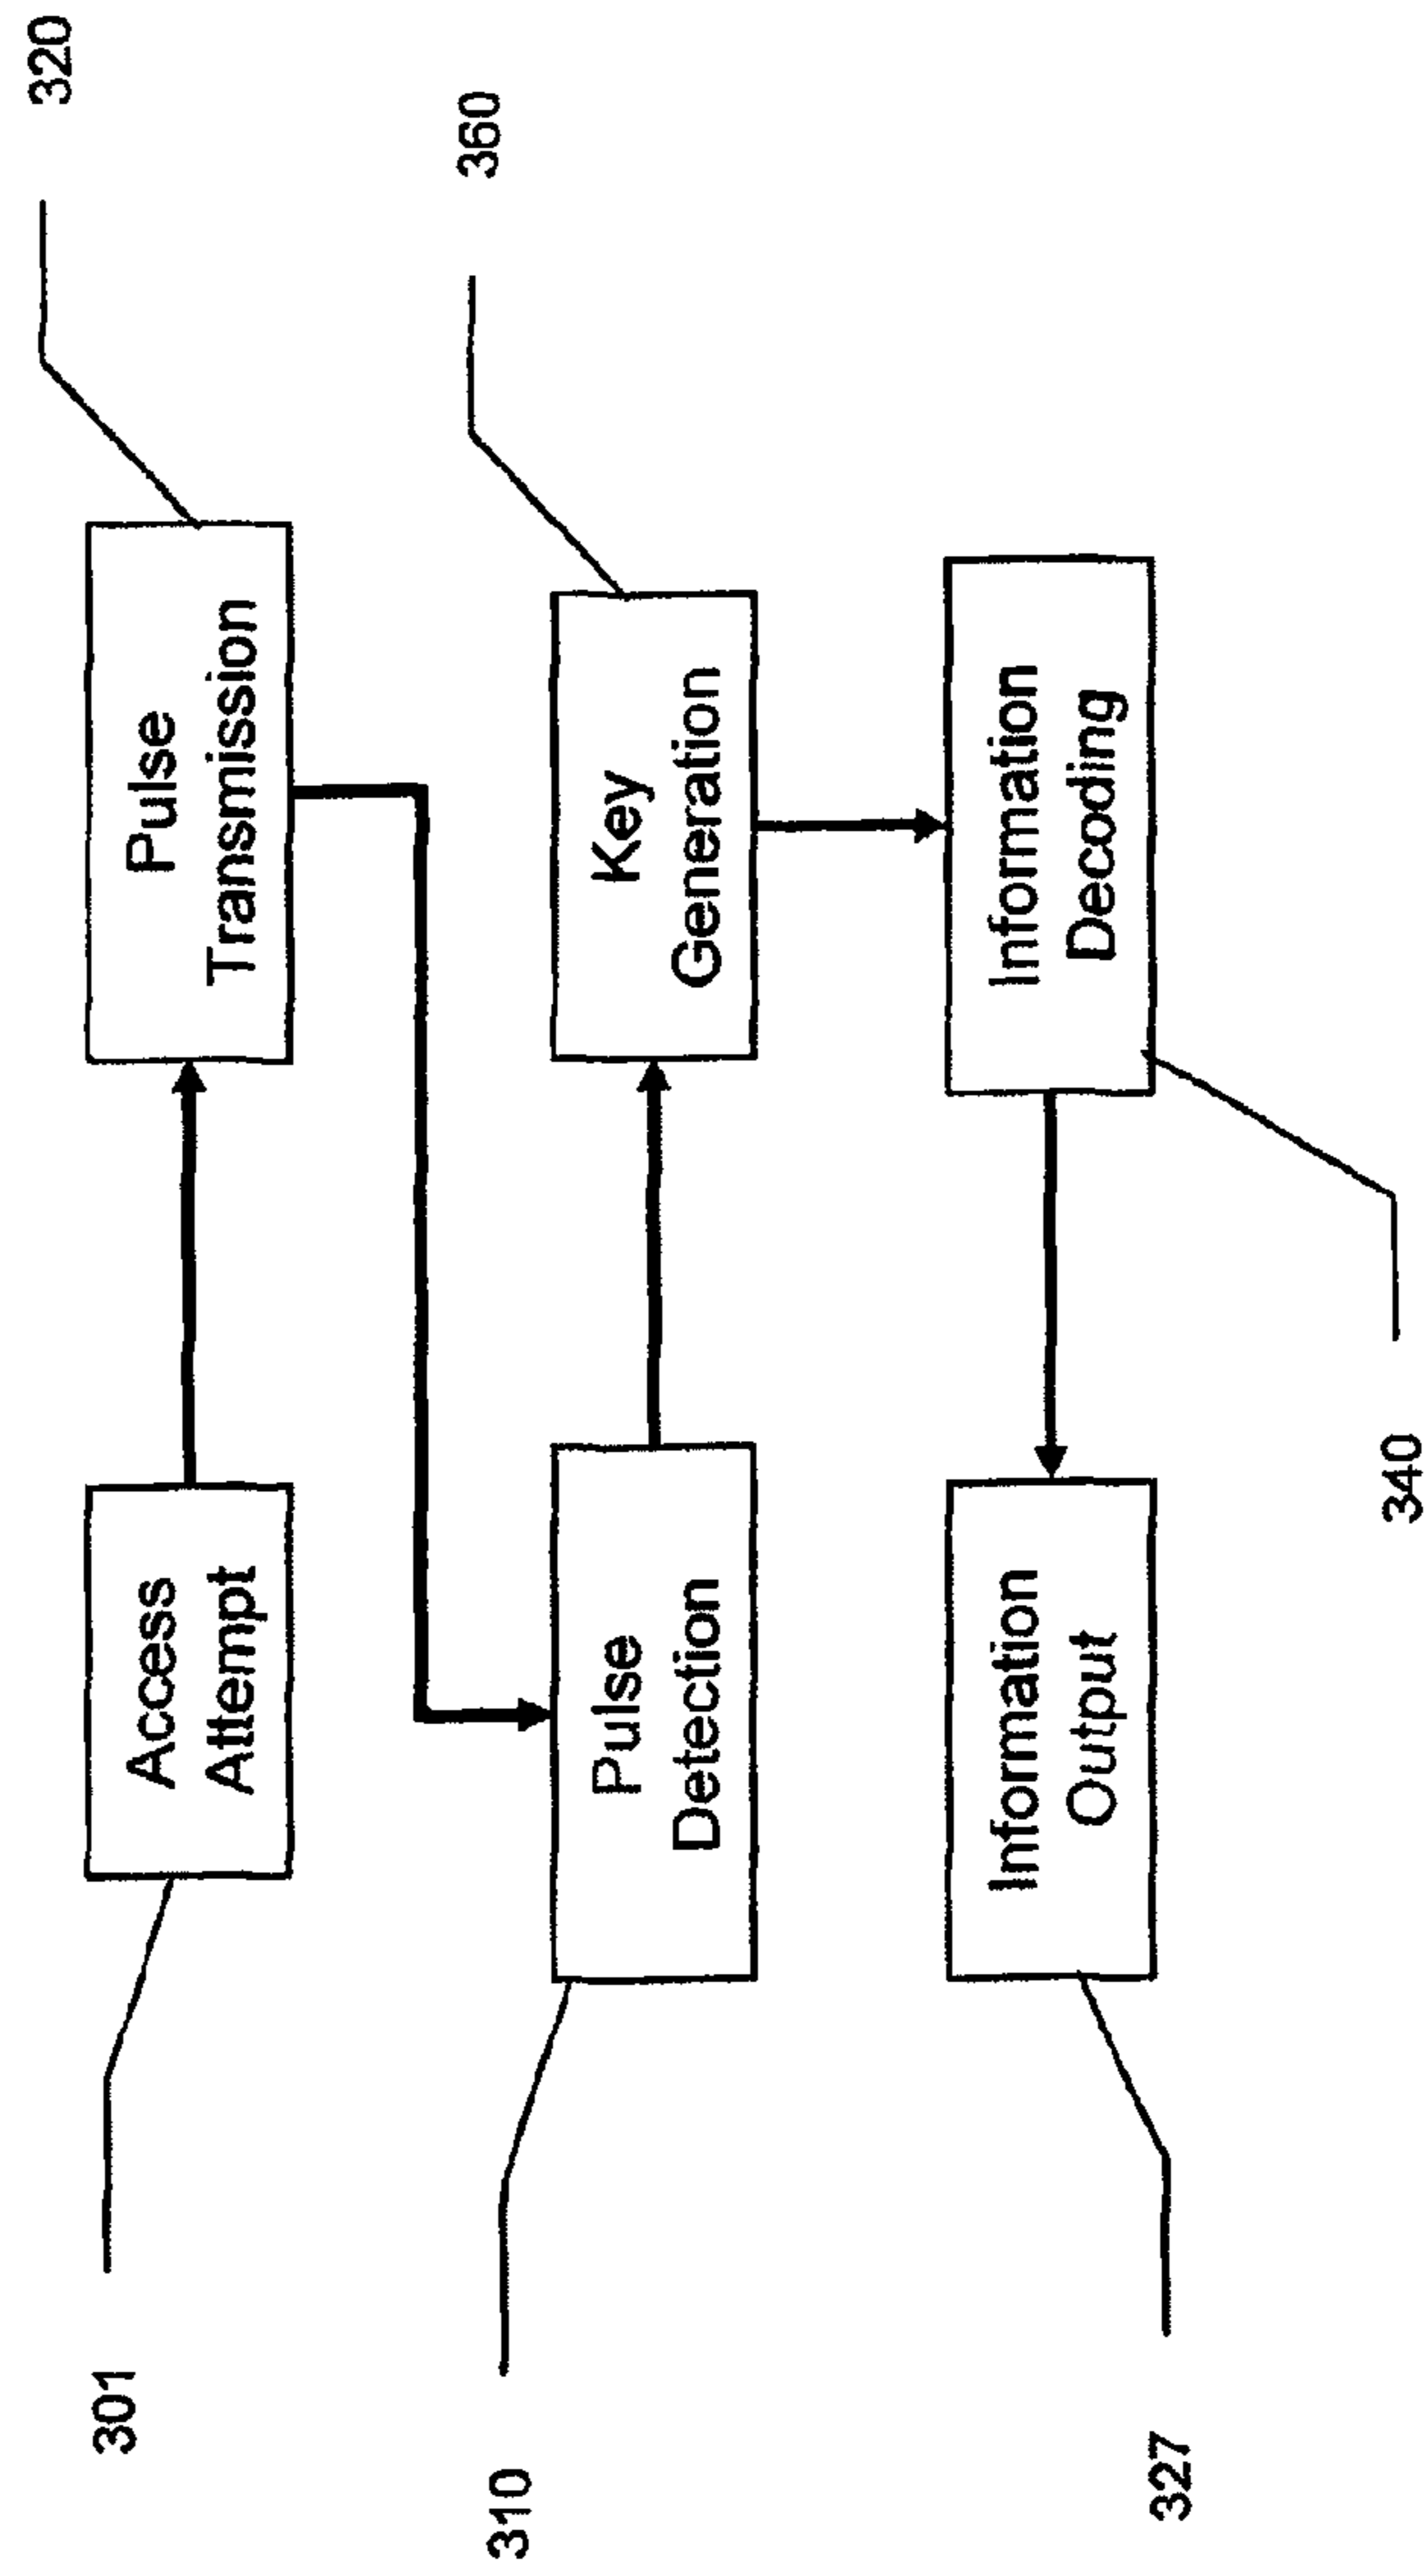 320
301
Access
Attempt
Pulse
Transmission
360
310
Pulse
Detection
Key
Generation
327
Information
Output
Information
Decoding
340